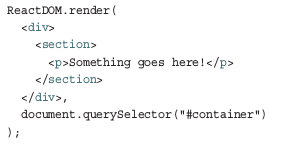 ReactDOM.render(
  <div>
    <section>
      <p>Something goes here!</p>
    </section>
  </div>,
  document.querySelector("#container")
);